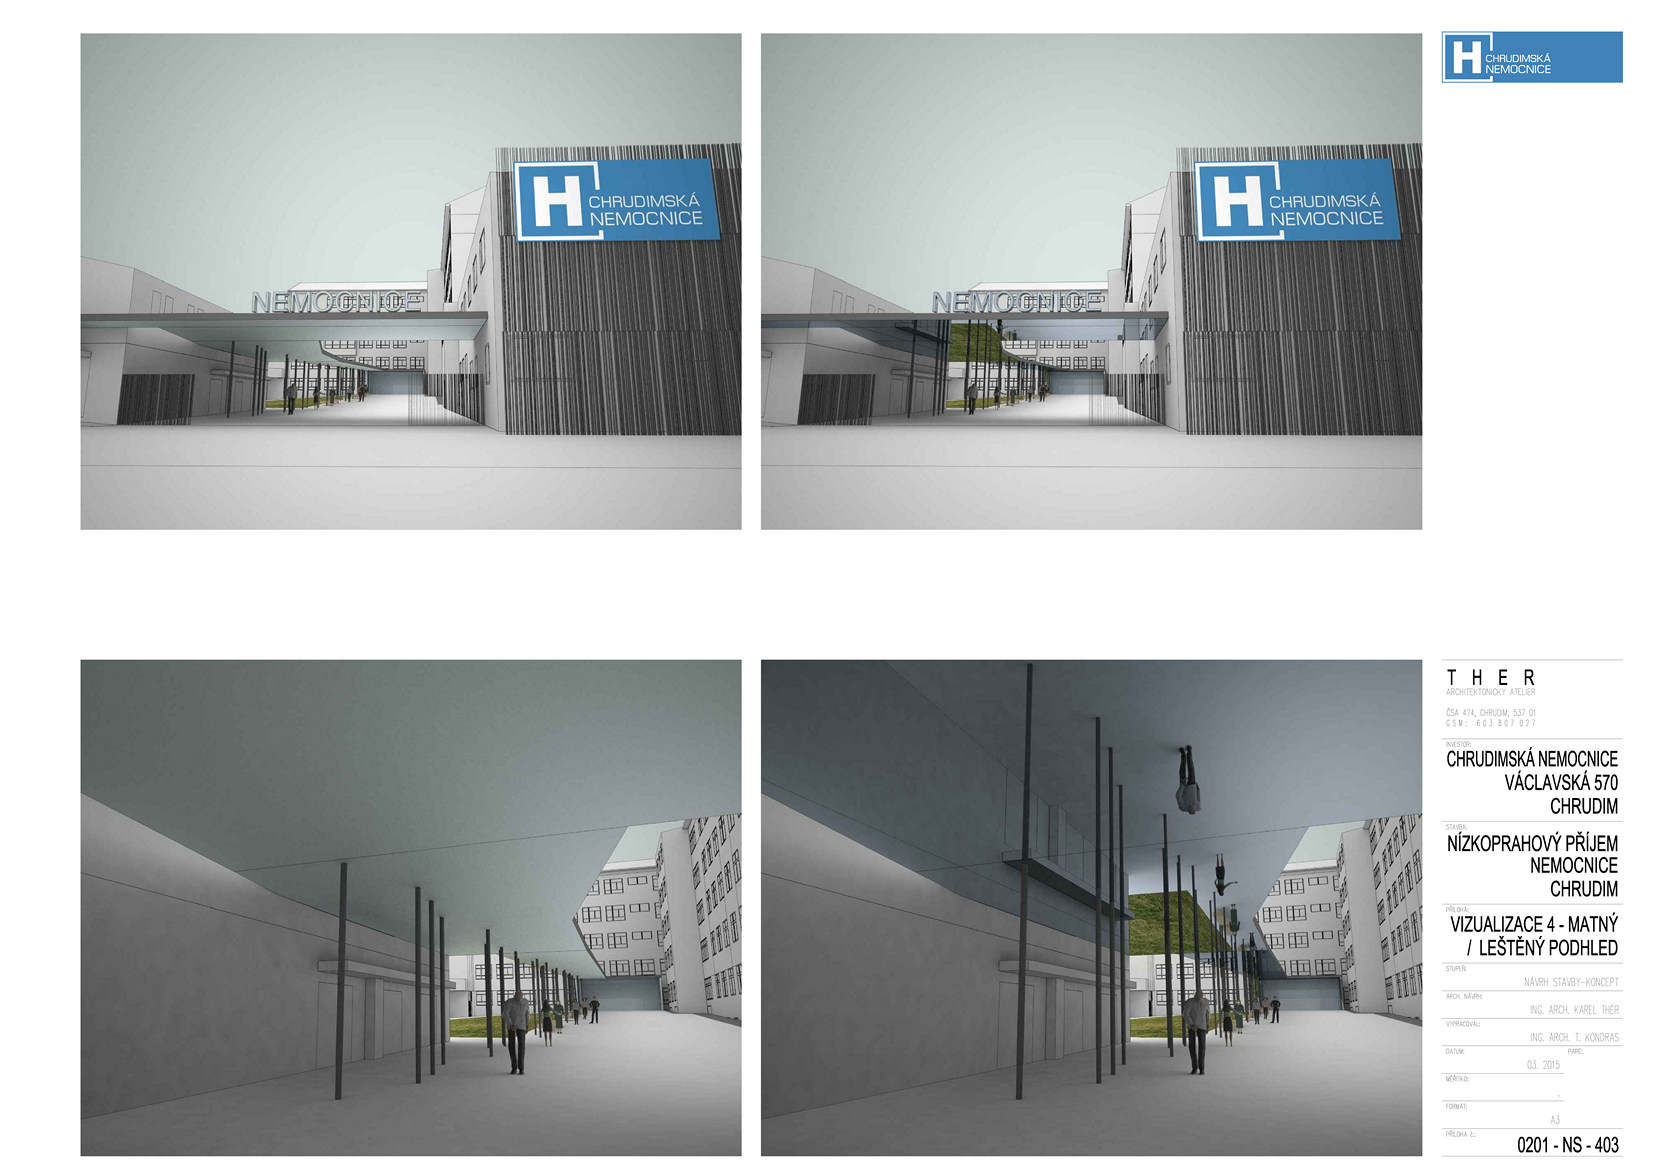 CHRUDIMSKÁ
NEMOCNICE
NEMOCNICE
H
CHRUDIMSKÁ
NEMOCNICE
NEMOCNICE
H
CHRUDIMSKÁ
NEMOCNICE
H
T H E R
ARCHITEKTONICKÝ ATELIER
ČSA 474, CHRUDIM, 537 01
GSM: 603 807 027
INVESTOR:
CHRUDIMSKÁ NEMOCNICE
VÁCLAVSKÁ 570
CHRUDIM
STAVBA:
NÍZKOPRAHOVÝ PŘÍJEM
NEMOCNICE
CHRUDIM
PŘÍLOHA:
VIZUALIZACE 4 - MATNÝ
/ LEŠTĚNÝ PODHLED
STUPEŇ:
NÁVRH STAVBY-KONCEPT
ARCH. NÁVRH:
ING. ARCH. KAREL THÉR
VYPRACOVAL:
ING. ARCH. T. KONDRAS
DATUM: PARÉ:
03. 2015
MĚŘÍTKO:
.
FORMÁT:
A3
PŘÍLOHA č.:
0201 - NS - 403